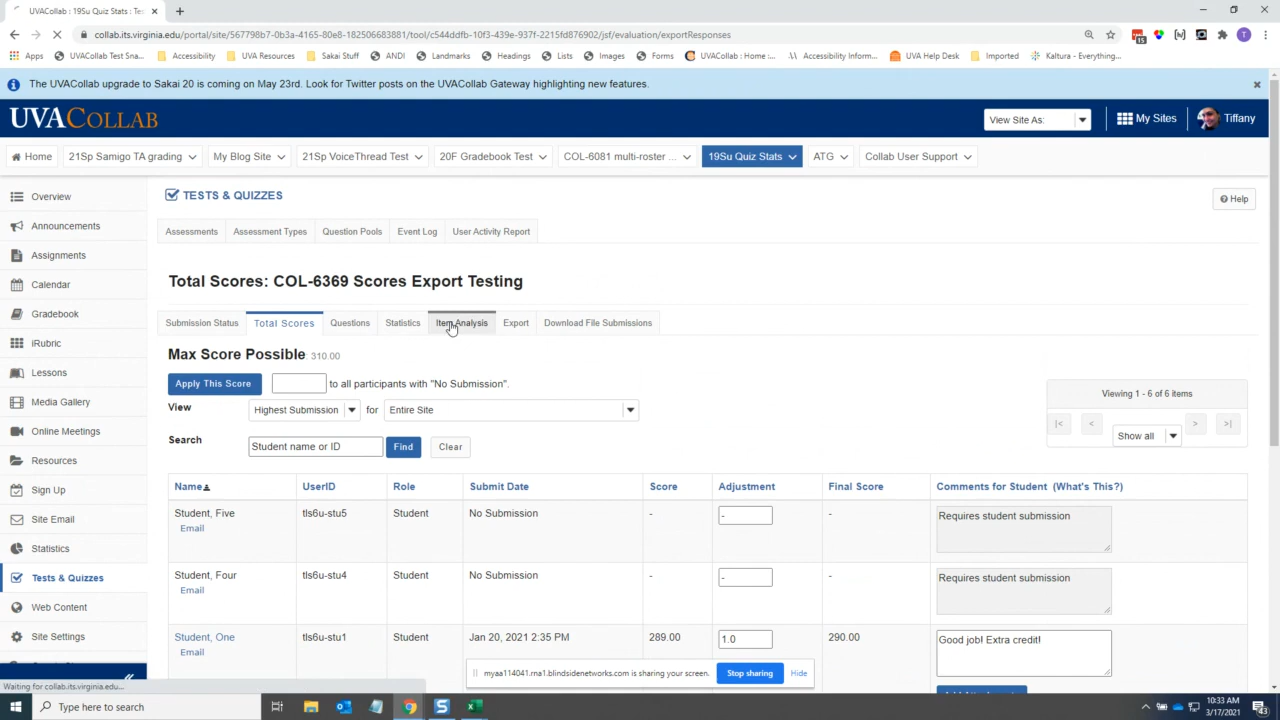 UVACollab : 19Su Quiz Stats : Tes
collab.its.virginia.edu/portal/site/567798b7-0b3a-4165-80e8-182506683881/tool/c544ddfb-10f3-439e-937f-2215fd876902/jsf/evaluation/exportResponses
15
T
Apps UVACollab Test Sna... Accessibility UVA Resources Sakai Stuff ANDI Landmarks Headings Lists Images Forms UVACollab : Home :... Accessibility Inform... UVA Help Desk Imported Kaltura - Everything...
The UVACollab upgrade to Sakai 20 is coming on May 23rd. Look for Twitter posts on the UVACollab Gateway highlighting new features.
UVACOLLAB View Site As: My Sites Tiffany
Home 21Sp Samigo TA grading My Blog Site 21Sp VoiceThread Test 20F Gradebook Test COL-6081 multi-roster ... 19Su Quiz Stats ATG Collab User Support
Overview
Announcements
Assignments
Calendar
Gradebook
iRubric
Lessons
Media Gallery
Online Meetings
Resources
Sign Up
Site Email
Statistics
Tests & Quizzes
Web Content
Site Settings
TESTS & QUIZZES
Help
Assessments Assessment Types Question Pools Event Log User Activity Report
Total Scores: COL-6369 Scores Export Testing
Submission Status Total Scores Questions Statistics Item Analysis Export Download File Submissions
Max Score Possible 310.00
Apply This Score to all participants with "No Submission".
View Highest Submission for Entire Site
Viewing 1 - 6 of 6 items
|< < Show all > >|
Search Student name or ID Find Clear
Name UserID Role Submit Date Score Adjustment Final Score Comments for Student (What's This?)
Student, Five tls6u-stu5 Student No Submission - - - Requires student submission
Email
Student, Four tls6u-stu4 Student No Submission - - - Requires student submission
Email
Student, One tls6u-stu1 Student Jan 20, 2021 2:35 PM 289.00 1.0 290.00 Good job! Extra credit!
Email
myaa114041.rna1.blindsidenetworks.com is sharing your screen. Stop sharing Hide
Waiting for collab.its.virginia.edu...
Type here to search
10:33 AM
3/17/2021
43